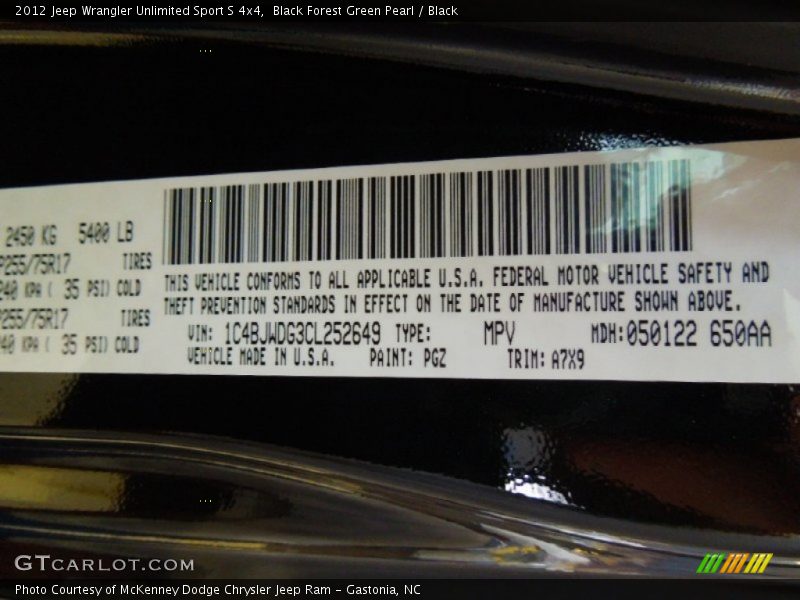 2012 Jeep Wrangler Unlimited Sport S 4x4,  Black Forest Green Pearl / Black
2450 KG 5400 LB
P255/75R17 TIRES
240 KPA ( 35 PSI) COLD
P255/75R17 TIRES
240 KPA ( 35 PSI) COLD
THIS VEHICLE CONFORMS TO ALL APPLICABLE U.S.A. FEDERAL MOTOR VEHICLE SAFETY AND
THEFT PREVENTION STANDARDS IN EFFECT ON THE DATE OF MANUFACTURE SHOWN ABOVE.
VIN: 1C4BJWDG3CL252649 TYPE: MPV MDH:050122 650AA
VEHICLE MADE IN U.S.A. PAINT: PGZ TRIM: A7X9
GTCARLOT.COM
Photo Courtesy of McKenney Dodge Chrysler Jeep Ram - Gastonia, NC